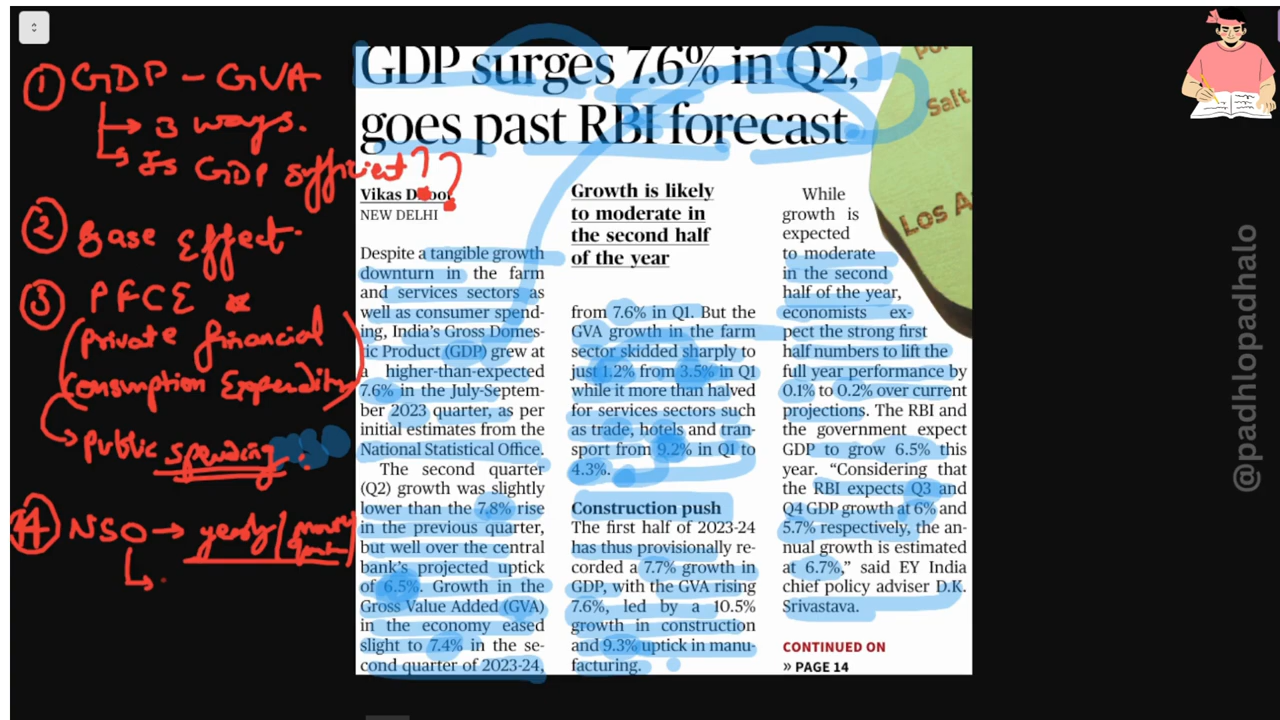 ① GDP - GVA
→ 3 ways.
→ Is GDP sufficient??
② Base Effect.
③ PFCE
(Private financial
Consumption Expenditure)
→ Public spending.
④ NSO → yearly/
GDP surges 7.6% in Q2,
goes past RBI forecast
Vikas
NEW DELHI
Despite a tangible growth
downturn in the farm
and services sectors as
well as consumer spend-
ing, India's Gross Domes-
tic Product (GDP) grew at
a higher-than-expected
7.6% in the July-Septem-
ber 2023 quarter, as per
initial estimates from the
National Statistical Office.
The second quarter
(Q2) growth was slightly
lower than the 7.8% rise
in the previous quarter,
but well over the central
bank's projected uptick
of 6.5%. Growth in the
Gross Value Added (GVA)
in the economy eased
slight to 7.4% in the se-
cond quarter of 2023-24,
Growth is likely
to moderate in
the second half
of the year
from 7.6% in Q1. But the
GVA growth in the farm
sector skidded sharply to
just 1.2% from 3.5% in Q1
while it more than halved
for services sectors such
as trade, hotels and tran-
sport from 9.2% in Q1 to
4.3%.
Construction push
The first half of 2023-24
has thus provisionally re-
corded a 7.7% growth in
GDP, with the GVA rising
7.6%, led by a 10.5%
growth in construction
and 9.3% uptick in manu-
facturing.
While
growth is
expected
to moderate
in the second
half of the year,
economists ex-
pect the strong first
half numbers to lift the
full year performance by
0.1% to 0.2% over current
projections. The RBI and
the government expect
GDP to grow 6.5% this
year. “Considering that
the RBI expects Q3 and
Q4 GDP growth at 6% and
5.7% respectively, the an-
nual growth is estimated
at 6.7%,” said EY India
chief policy adviser D.K.
Srivastava.
CONTINUED ON
» PAGE 14
Salt
Los A
@padhlopadhalo